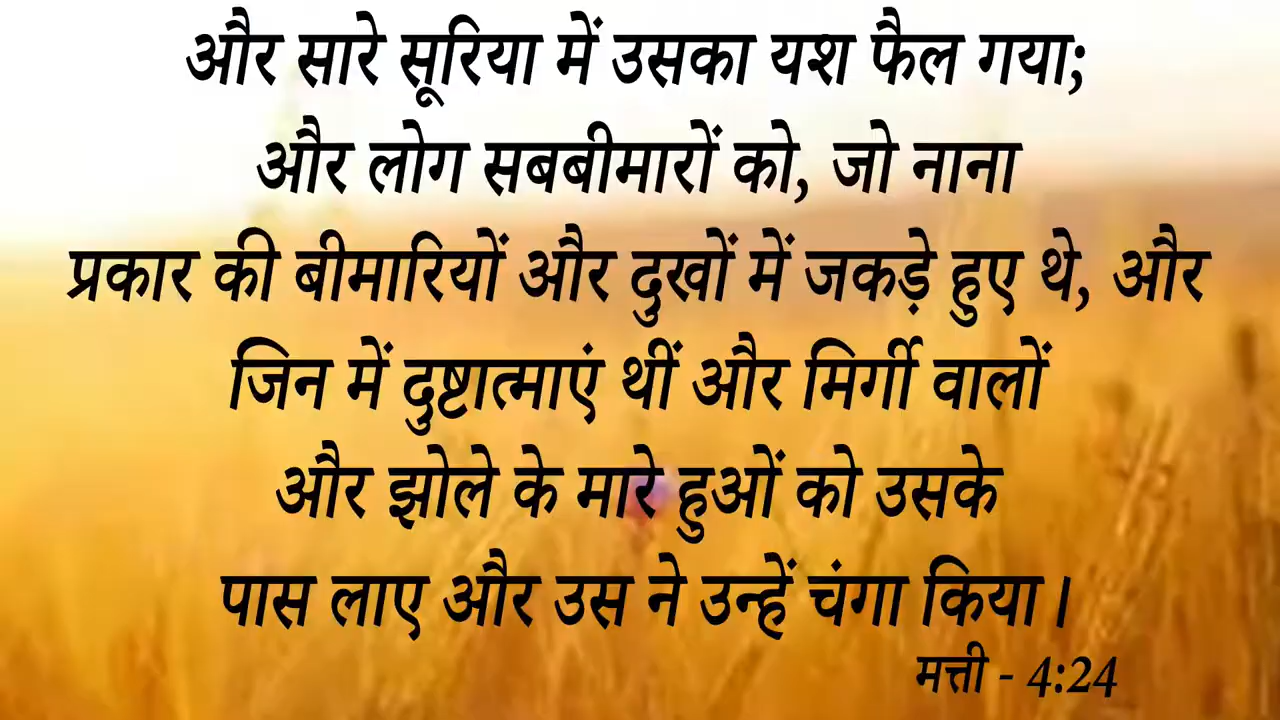 और सारे सूरिया में उसका यश फैल गया;
और लोग सबबीमारों को, जो नाना
प्रकार की बीमारियों और दुखों में जकड़े हुए थे, और
जिन में दुष्टात्माएं थीं और मिर्गी वालों
और झोले के मारे हुओं को उसके
पास लाए और उस ने उन्हें चंगा किया।
मत्ती - 4:24